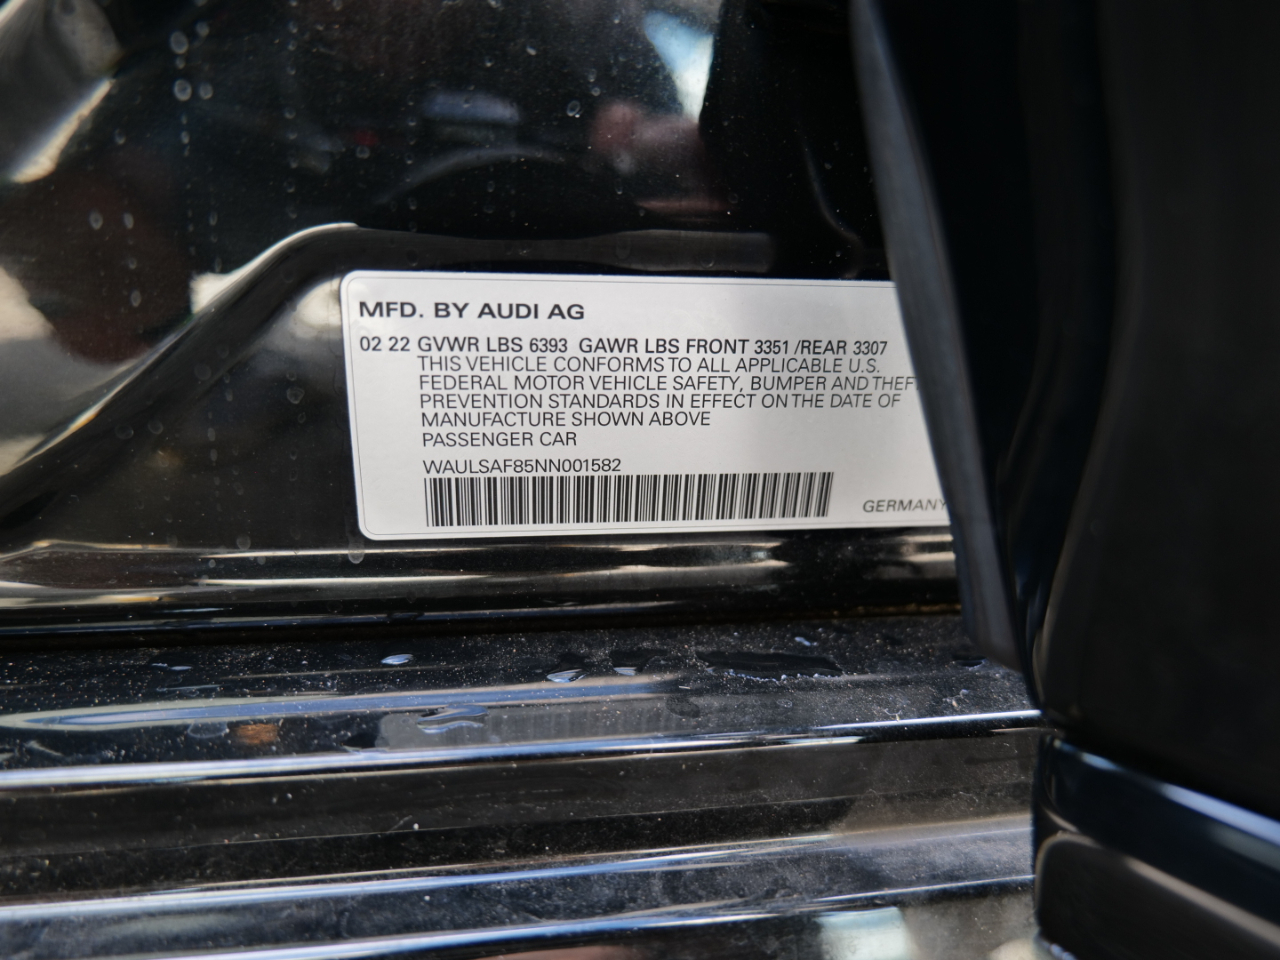 MFD. BY AUDI AG
02 22 GVWR LBS 6393 GAWR LBS FRONT 3351 /REAR 3307
THIS VEHICLE CONFORMS TO ALL APPLICABLE U.S.
FEDERAL MOTOR VEHICLE SAFETY, BUMPER AND THEFT
PREVENTION STANDARDS IN EFFECT ON THE DATE OF
MANUFACTURE SHOWN ABOVE
PASSENGER CAR
WAULSAF85NN001582
GERMANY